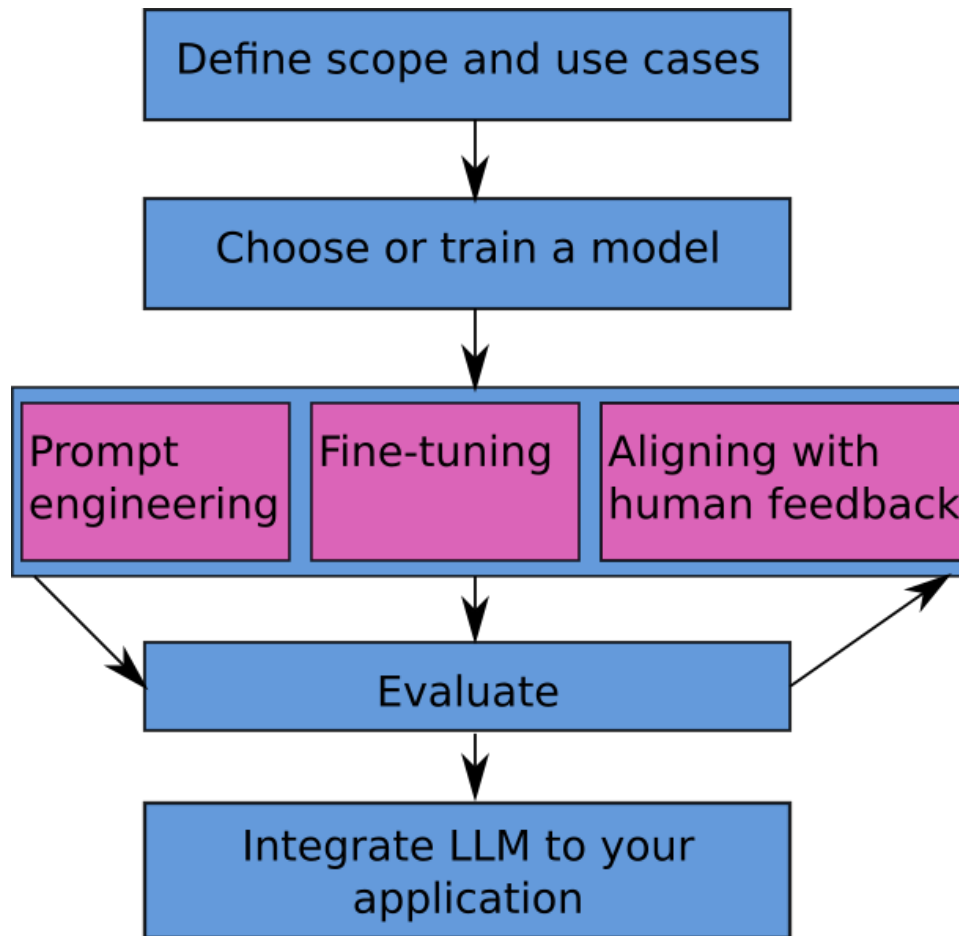 Define scope and use cases
Choose or train a model
Prompt
engineering
Fine-tuning
Aligning with
human feedback
Evaluate
Integrate LLM to your
application